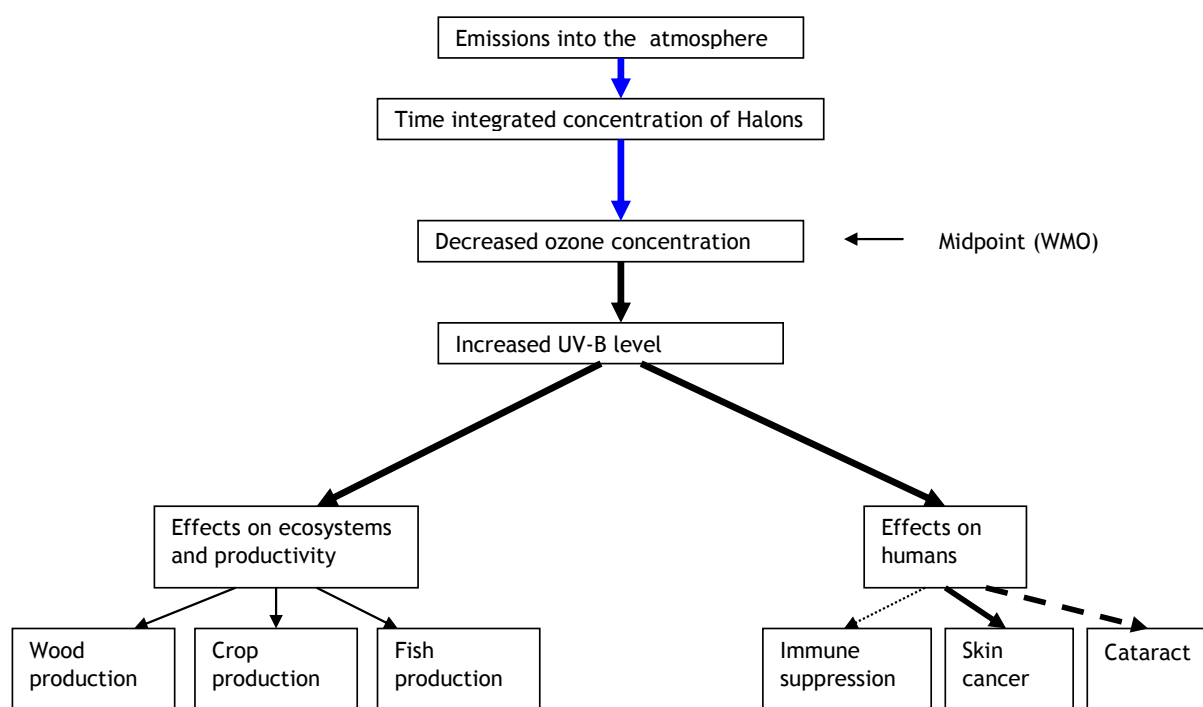 Emissions into the atmosphere
Time integrated concentration of Halons
Decreased ozone concentration
Midpoint (WMO)
Increased UV-B level
Effects on ecosystems
and productivity
Effects on
humans
Wood
production
Crop
production
Fish
production
Immune
suppression
Skin
cancer
Cataract